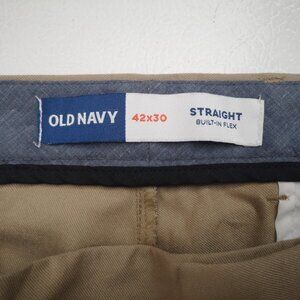 OLD NAVY
42x30
STRAIGHT
BUILT-IN FLEX